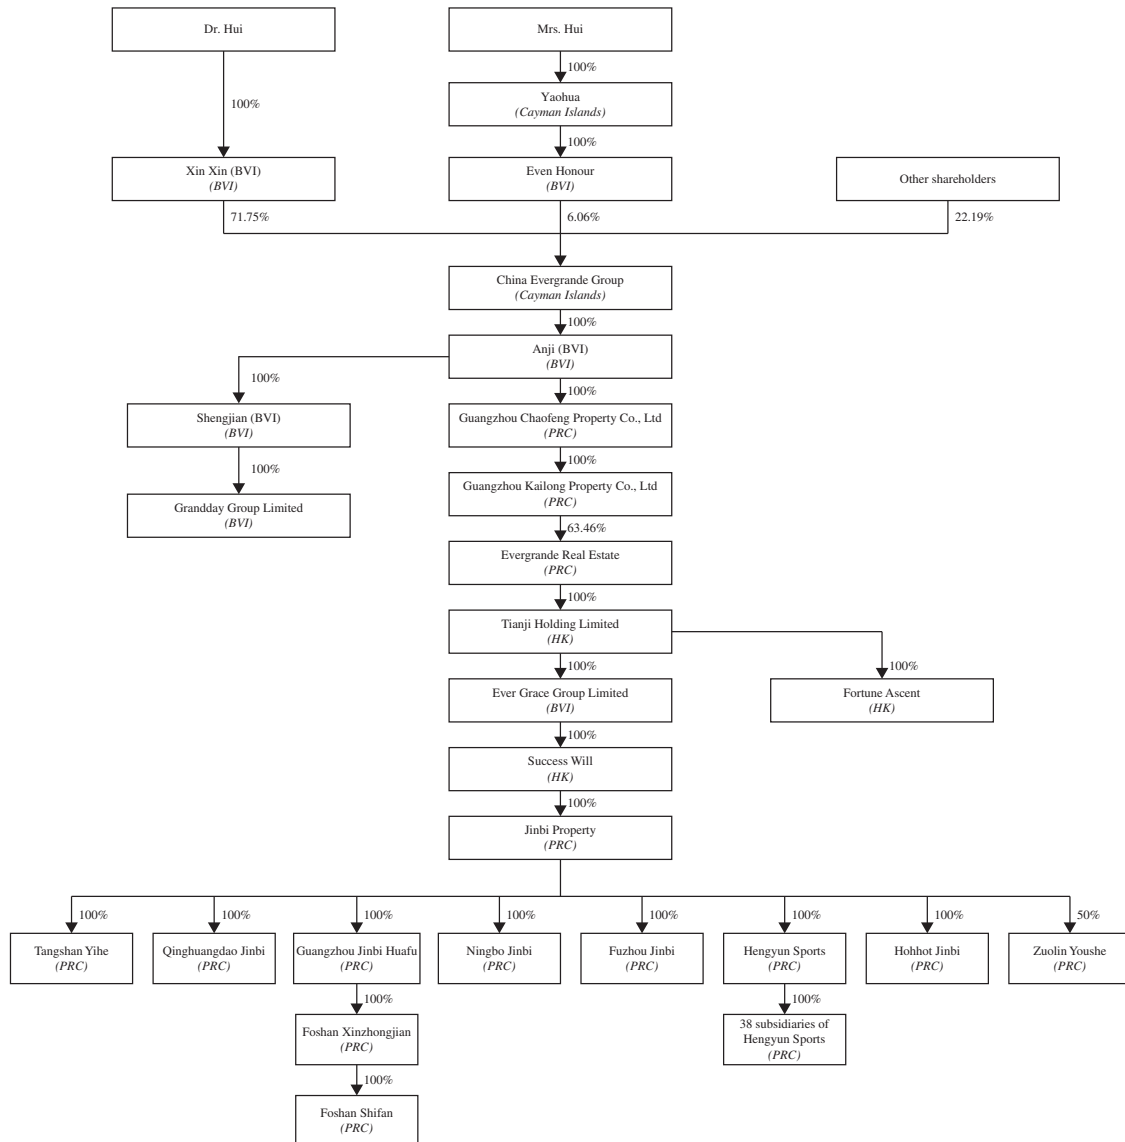 Dr. Hui
Mrs. Hui
100%
Yaohua
(Cayman Islands)
100%
100%
Xin Xin (BVI)
(BVI)
Even Honour
(BVI)
Other shareholders
71.75%
6.06%
22.19%
China Evergrande Group
(Cayman Islands)
100%
Anji (BVI)
(BVI)
100%
100%
Shengjian (BVI)
(BVI)
Guangzhou Chaofeng Property Co., Ltd
(PRC)
100%
100%
Grandday Group Limited
(BVI)
Guangzhou Kailong Property Co., Ltd
(PRC)
63.46%
Evergrande Real Estate
(PRC)
100%
Tianji Holding Limited
(HK)
100%
100%
Ever Grace Group Limited
(BVI)
Fortune Ascent
(HK)
100%
Success Will
(HK)
100%
Jinbi Property
(PRC)
100%
100%
100%
100%
100%
100%
100%
50%
Tangshan Yihe
(PRC)
Qinghuangdao Jinbi
(PRC)
Guangzhou Jinbi Huafu
(PRC)
Ningbo Jinbi
(PRC)
Fuzhou Jinbi
(PRC)
Hengyun Sports
(PRC)
Hohhot Jinbi
(PRC)
Zuolin Youshe
(PRC)
100%
100%
Foshan Xinzhongjian
(PRC)
38 subsidiaries of
Hengyun Sports
(PRC)
100%
Foshan Shifan
(PRC)